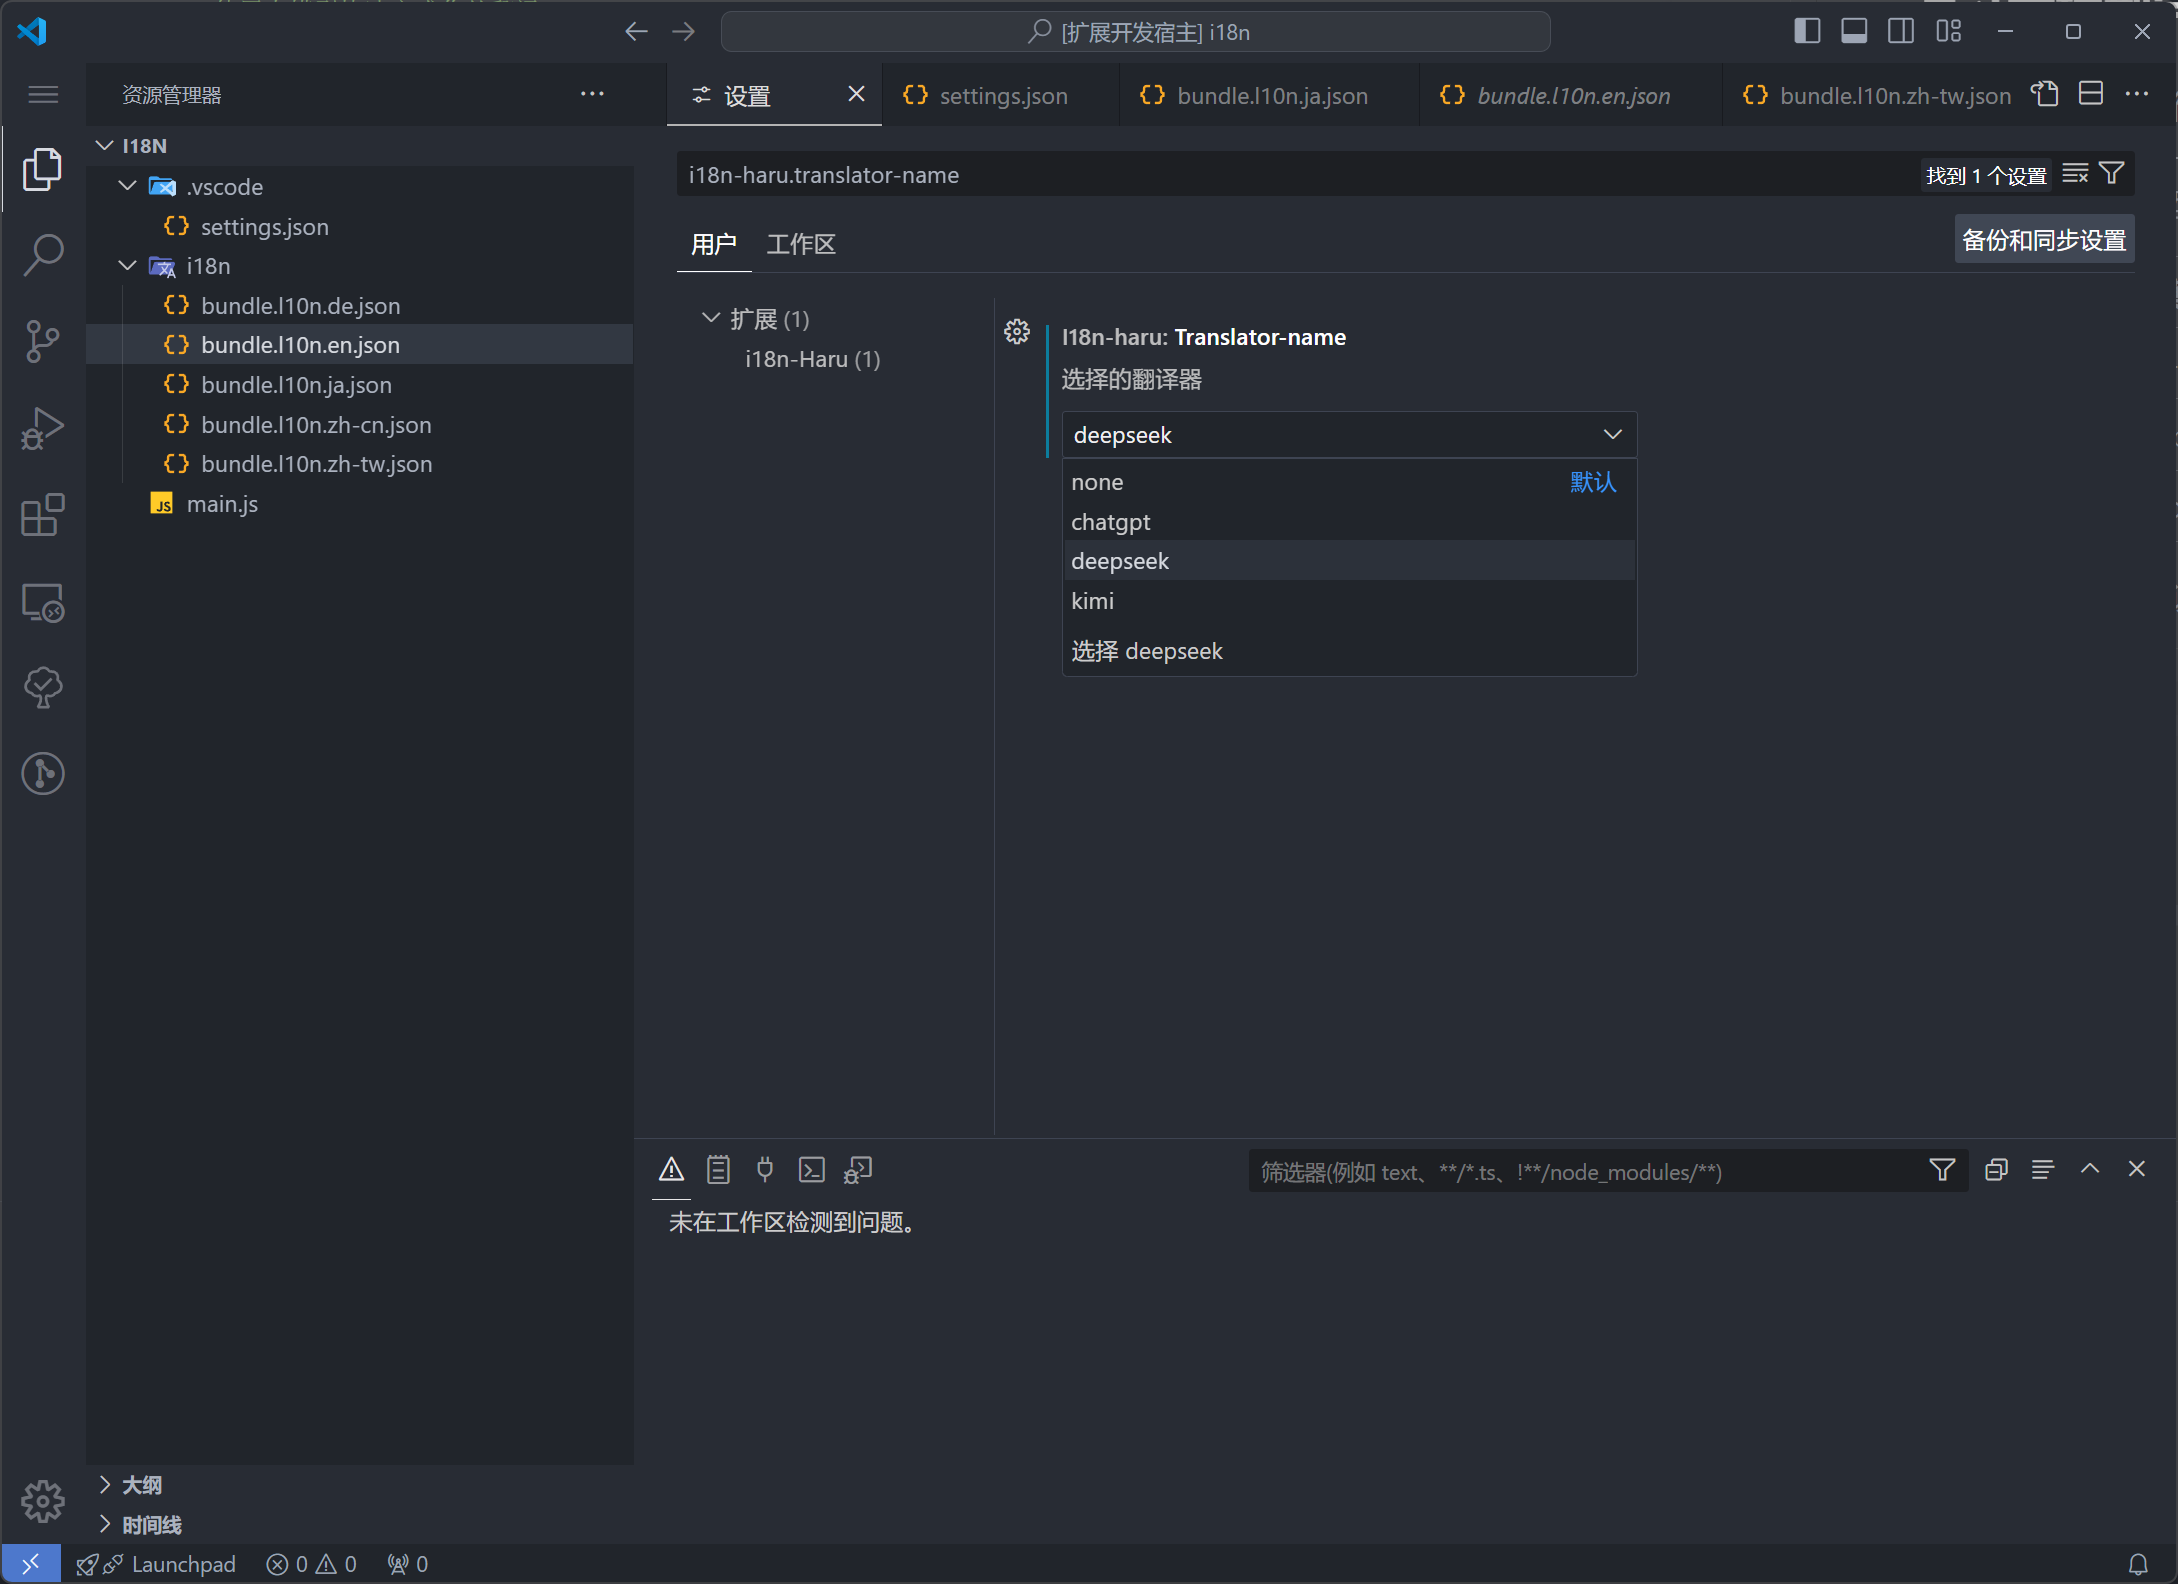 [扩展开发宿主] i18n
资源管理器
设置
settings.json
bundle.l10n.ja.json
bundle.l10n.en.json
bundle.l10n.zh-tw.json
I18N
.vscode
settings.json
i18n
bundle.l10n.de.json
bundle.l10n.en.json
bundle.l10n.ja.json
bundle.l10n.zh-cn.json
bundle.l10n.zh-tw.json
JS main.js
i18n-haru.translator-name
找到 1 个设置
用户
工作区
备份和同步设置
扩展 (1)
i18n-Haru (1)
I18n-haru: Translator-name
选择的翻译器
deepseek
none
默认
chatgpt
deepseek
kimi
选择 deepseek
筛选器(例如 text、**/*.ts、!**/node_modules/**)
未在工作区检测到问题。
大纲
时间线
Launchpad
0
0
0